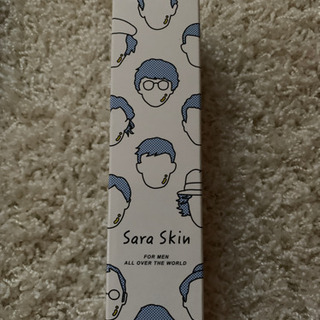 Sara Skin
FOR MEN
ALL OVER THE WORLD